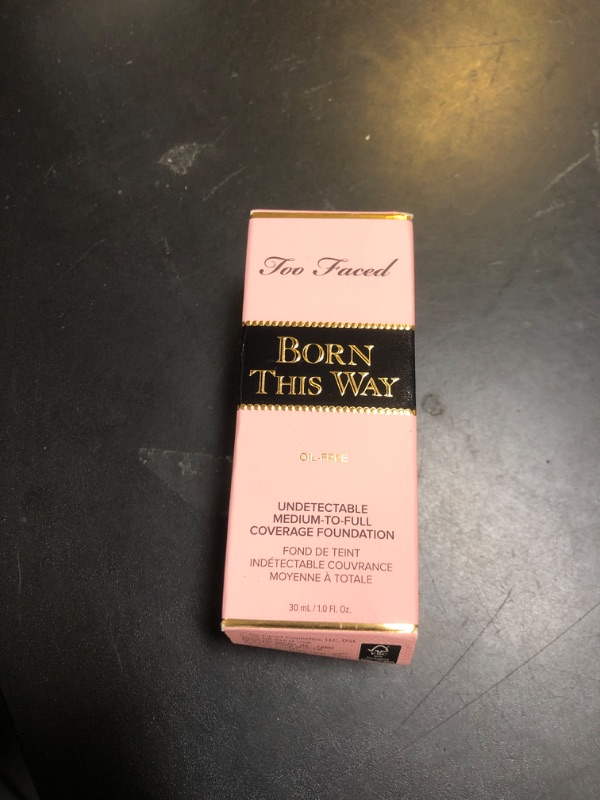 Too Faced
BORN
THIS WAY
OIL-FREE
UNDETECTABLE
MEDIUM-TO-FULL
COVERAGE FOUNDATION
FOND DE TEINT
INDÉTECTABLE COUVRANCE
MOYENNE À TOTALE
30 mL / 1.0 Fl. Oz.